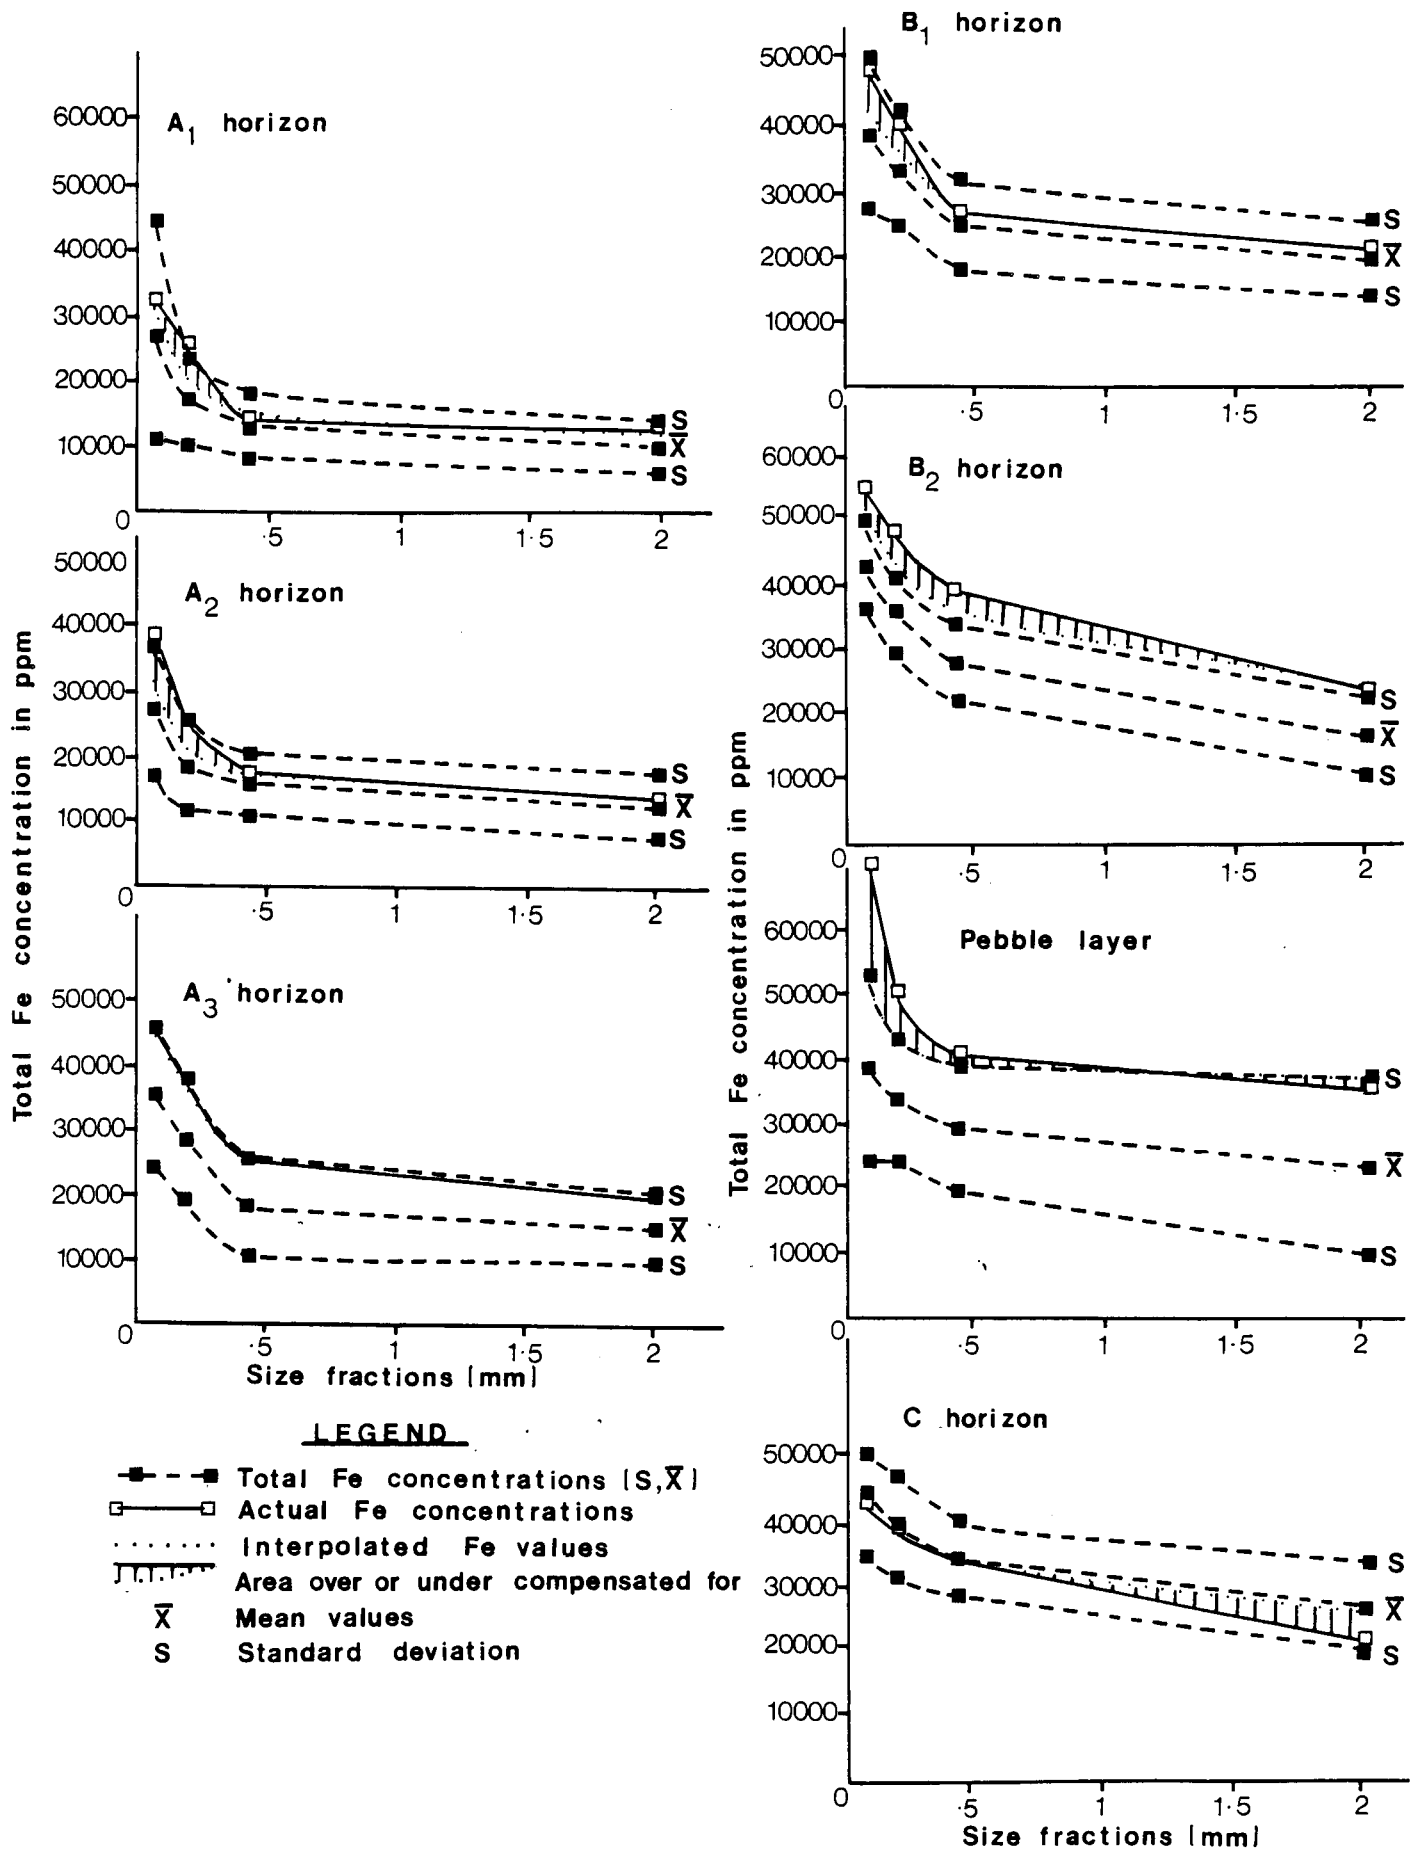 A1 horizon
60000
50000
40000
30000
20000
10000
0
·5
1
1·5
2
S
X̅
S
A2 horizon
50000
40000
30000
20000
10000
0
·5
1
1·5
2
S
X̅
S
A3 horizon
50000
40000
30000
20000
10000
0
·5
1
1·5
2
S
X̅
S
Size fractions (mm)
Total Fe concentration in ppm
B1 horizon
50000
40000
30000
20000
10000
0
·5
1
1·5
2
S
X̅
S
B2 horizon
60000
50000
40000
30000
20000
10000
0
·5
1
1·5
2
S
X̅
S
Pebble layer
60000
50000
40000
30000
20000
10000
0
·5
1
1·5
2
S
X̅
S
C horizon
50000
40000
30000
20000
10000
0
·5
1
1·5
2
S
X̅
S
Size fractions (mm)
Total Fe concentration in ppm
LEGEND
Total Fe concentrations (S,X̅)
Actual Fe concentrations
Interpolated Fe values
Area over or under compensated for
X̅ Mean values
S Standard deviation